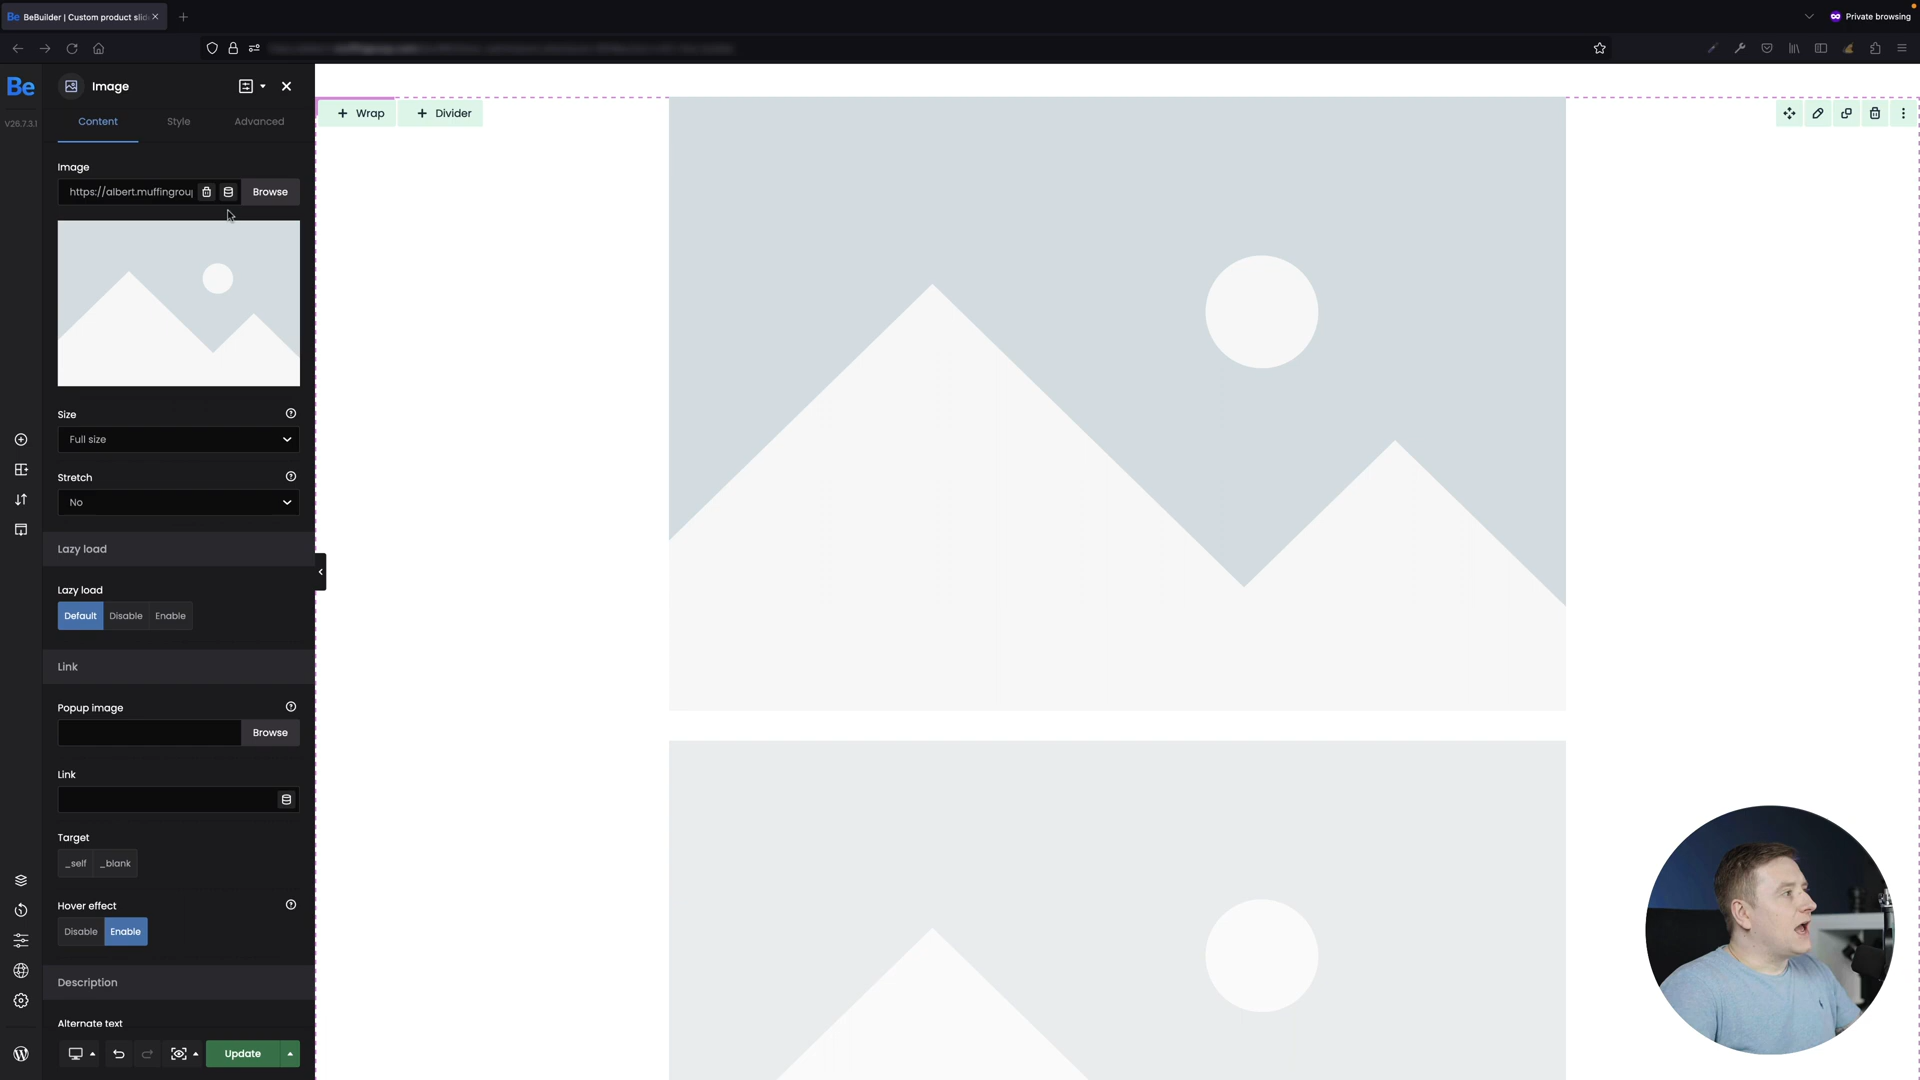 Be BeBuilder | Custom product slid
Private browsing
Be
V26.7.3.1
Image
Content Style Advanced
Image
https://albert.muffingrou Browse
Size
Full size
Stretch
No
Lazy load
Lazy load
Default Disable Enable
Link
Popup image
Browse
Link
Target
_self _blank
Hover effect
Disable Enable
Description
Alternate text
Update
+ Wrap + Divider